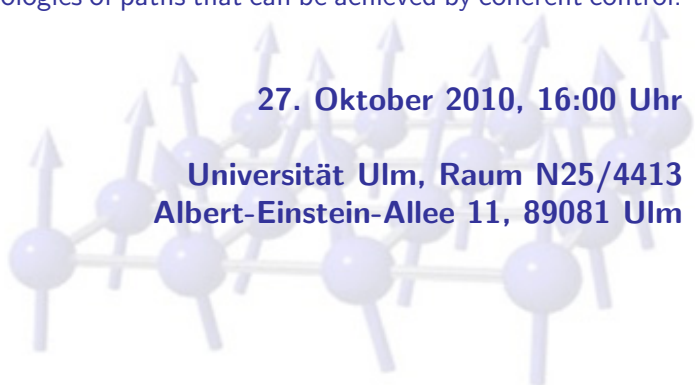 ologies of paths that can be achieved by coherent control.
27. Oktober 2010, 16:00 Uhr
Universität Ulm, Raum N25/4413
Albert-Einstein-Allee 11, 89081 Ulm